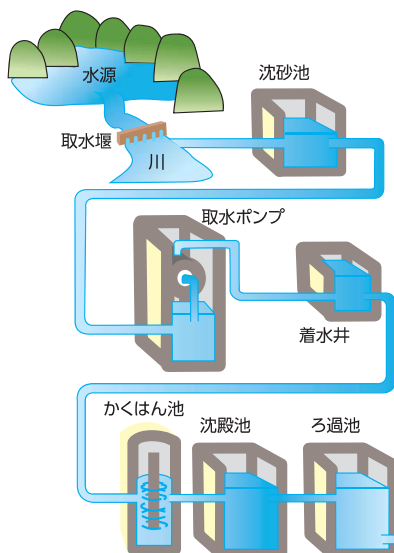 水源
沈砂池
取水堰
川
取水ポンプ
着水井
かくはん池
沈殿池
ろ過池